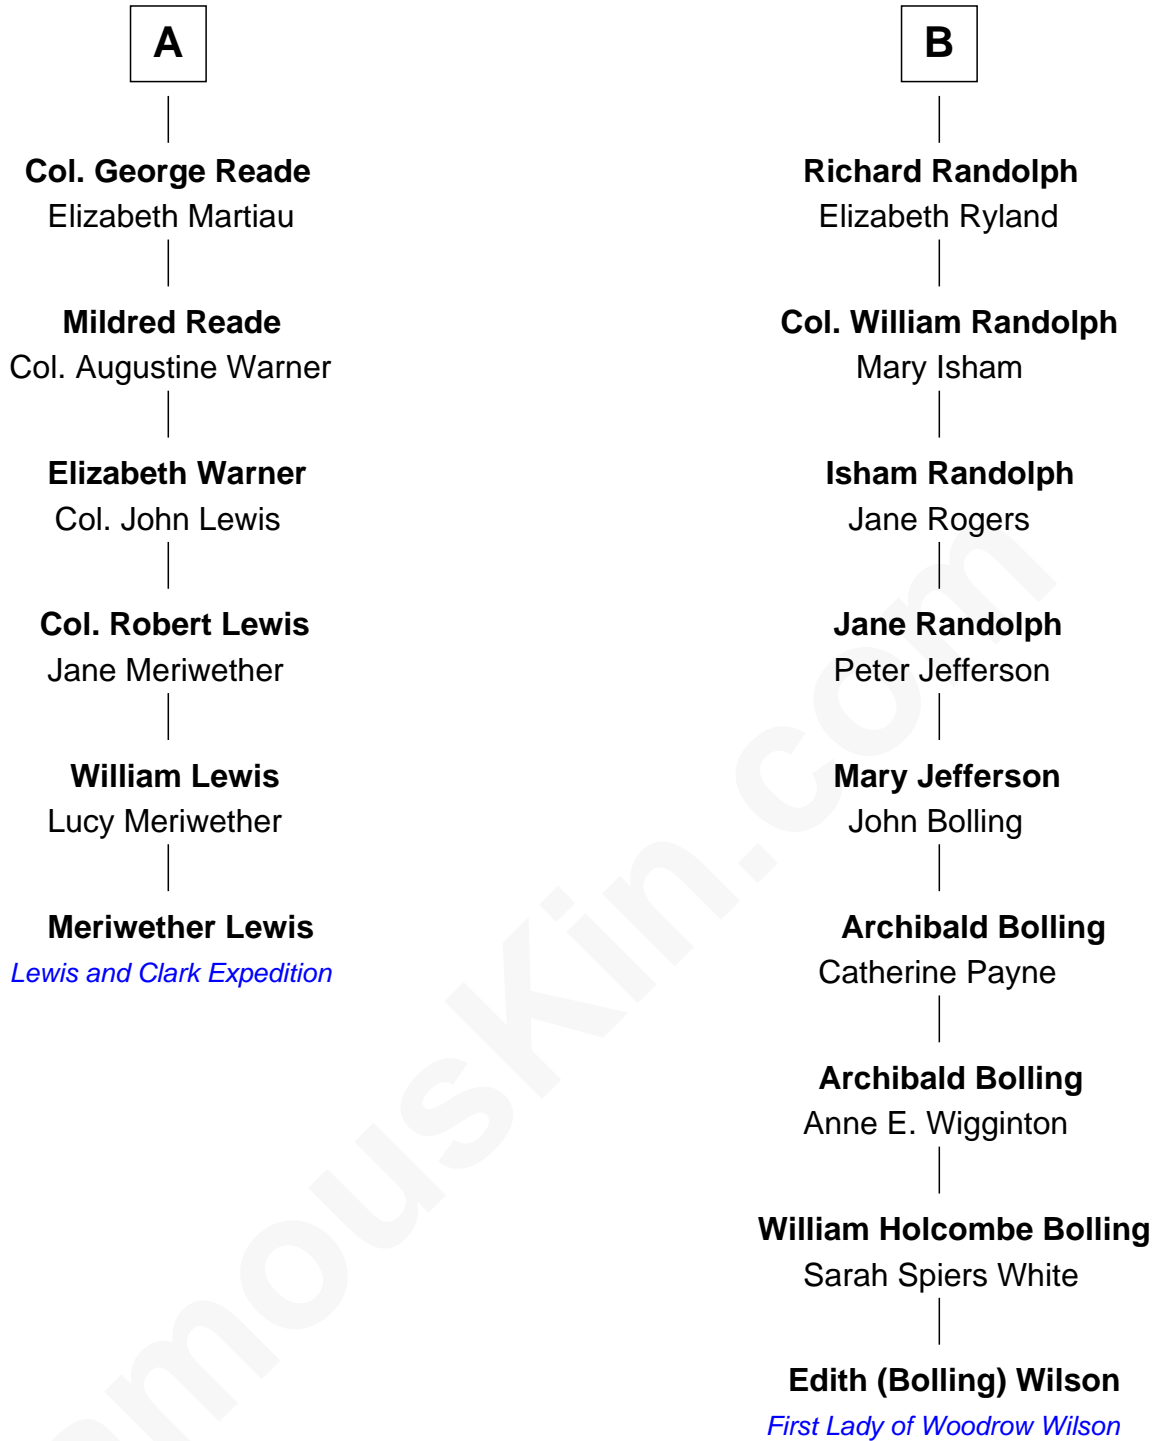 A
Col. George Reade
Elizabeth Martiau
Mildred Reade
Col. Augustine Warner
Elizabeth Warner
Col. John Lewis
Col. Robert Lewis
Jane Meriwether
William Lewis
Lucy Meriwether
Meriwether Lewis
Lewis and Clark Expedition
B
Richard Randolph
Elizabeth Ryland
Col. William Randolph
Mary Isham
Isham Randolph
Jane Rogers
Jane Randolph
Peter Jefferson
Mary Jefferson
John Bolling
Archibald Bolling
Catherine Payne
Archibald Bolling
Anne E. Wigginton
William Holcombe Bolling
Sarah Spiers White
Edith (Bolling) Wilson
First Lady of Woodrow Wilson
amousKin.com